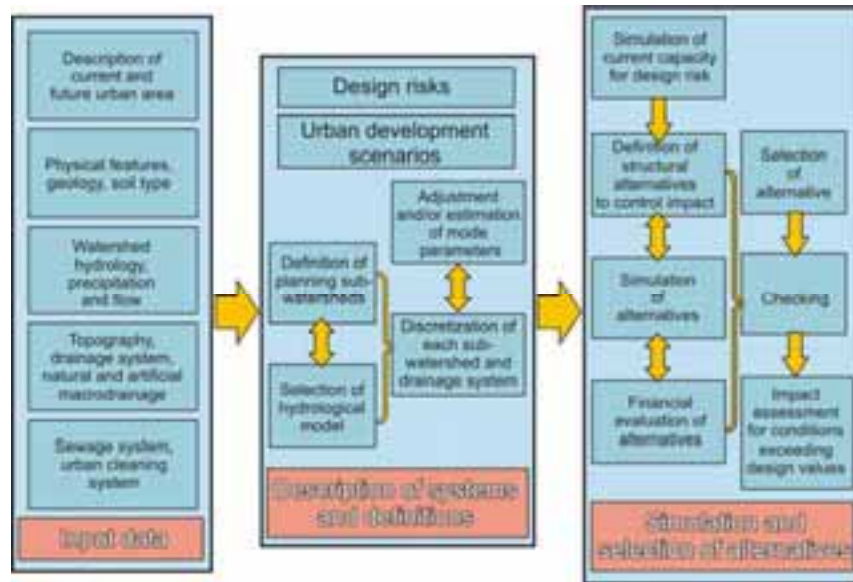 Description of
current and
future urban area
Physical features,
geology, soil type
Watershed
hydrology,
precipitation
and flow
Topography,
drainage system,
natural and artificial
macrodrainage
Sewage system,
urban cleaning
system
Input data
Design risks
Urban development
scenarios
Adjustment
and/or estimation
of mode
parameters
Definition of
planning sub-
watersheds
Discretization of
each sub-
watershed and
drainage system
Selection of
hydrological
model
Description of systems
and definitions
Simulation of
current capacity
for design risk
Definition of
structural
alternatives
to control impact
Simulation
of
alternatives
Financial
evaluation of
alternatives
Selection
of
alternative
Checking
Impact
assessment
for conditions
exceeding
design values
Simulation and
selection of alternatives